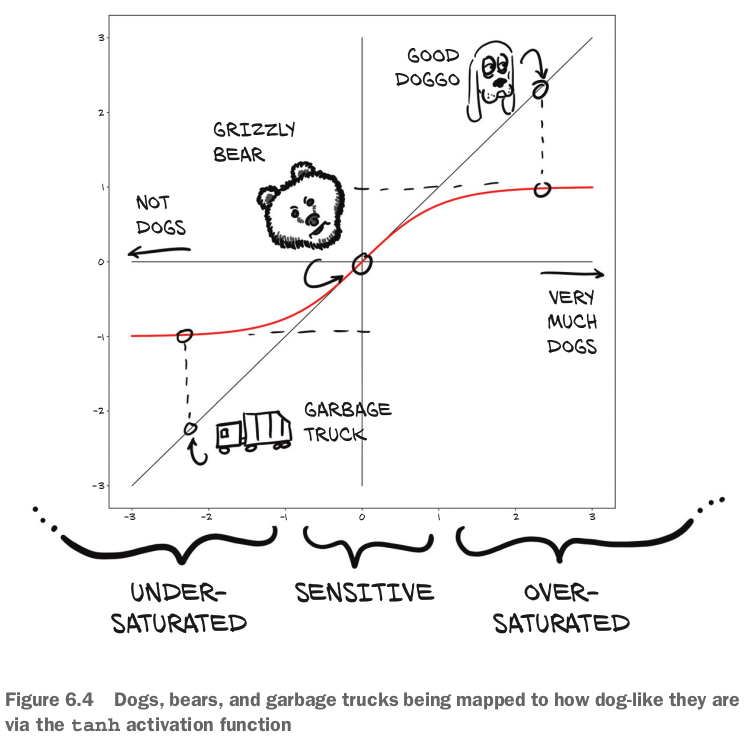 3
GOOD
DOGGO
2
GRIZZLY
BEAR
1
NOT
DOGS
0
VERY
MUCH
DOGS
-1
-2
GARBAGE
TRUCK
-3
-3 -2 -1 0 1 2 3
UNDER-
SATURATED
SENSITIVE
OVER-
SATURATED
Figure 6.4 Dogs, bears, and garbage trucks being mapped to how dog-like they are
via the tanh activation function